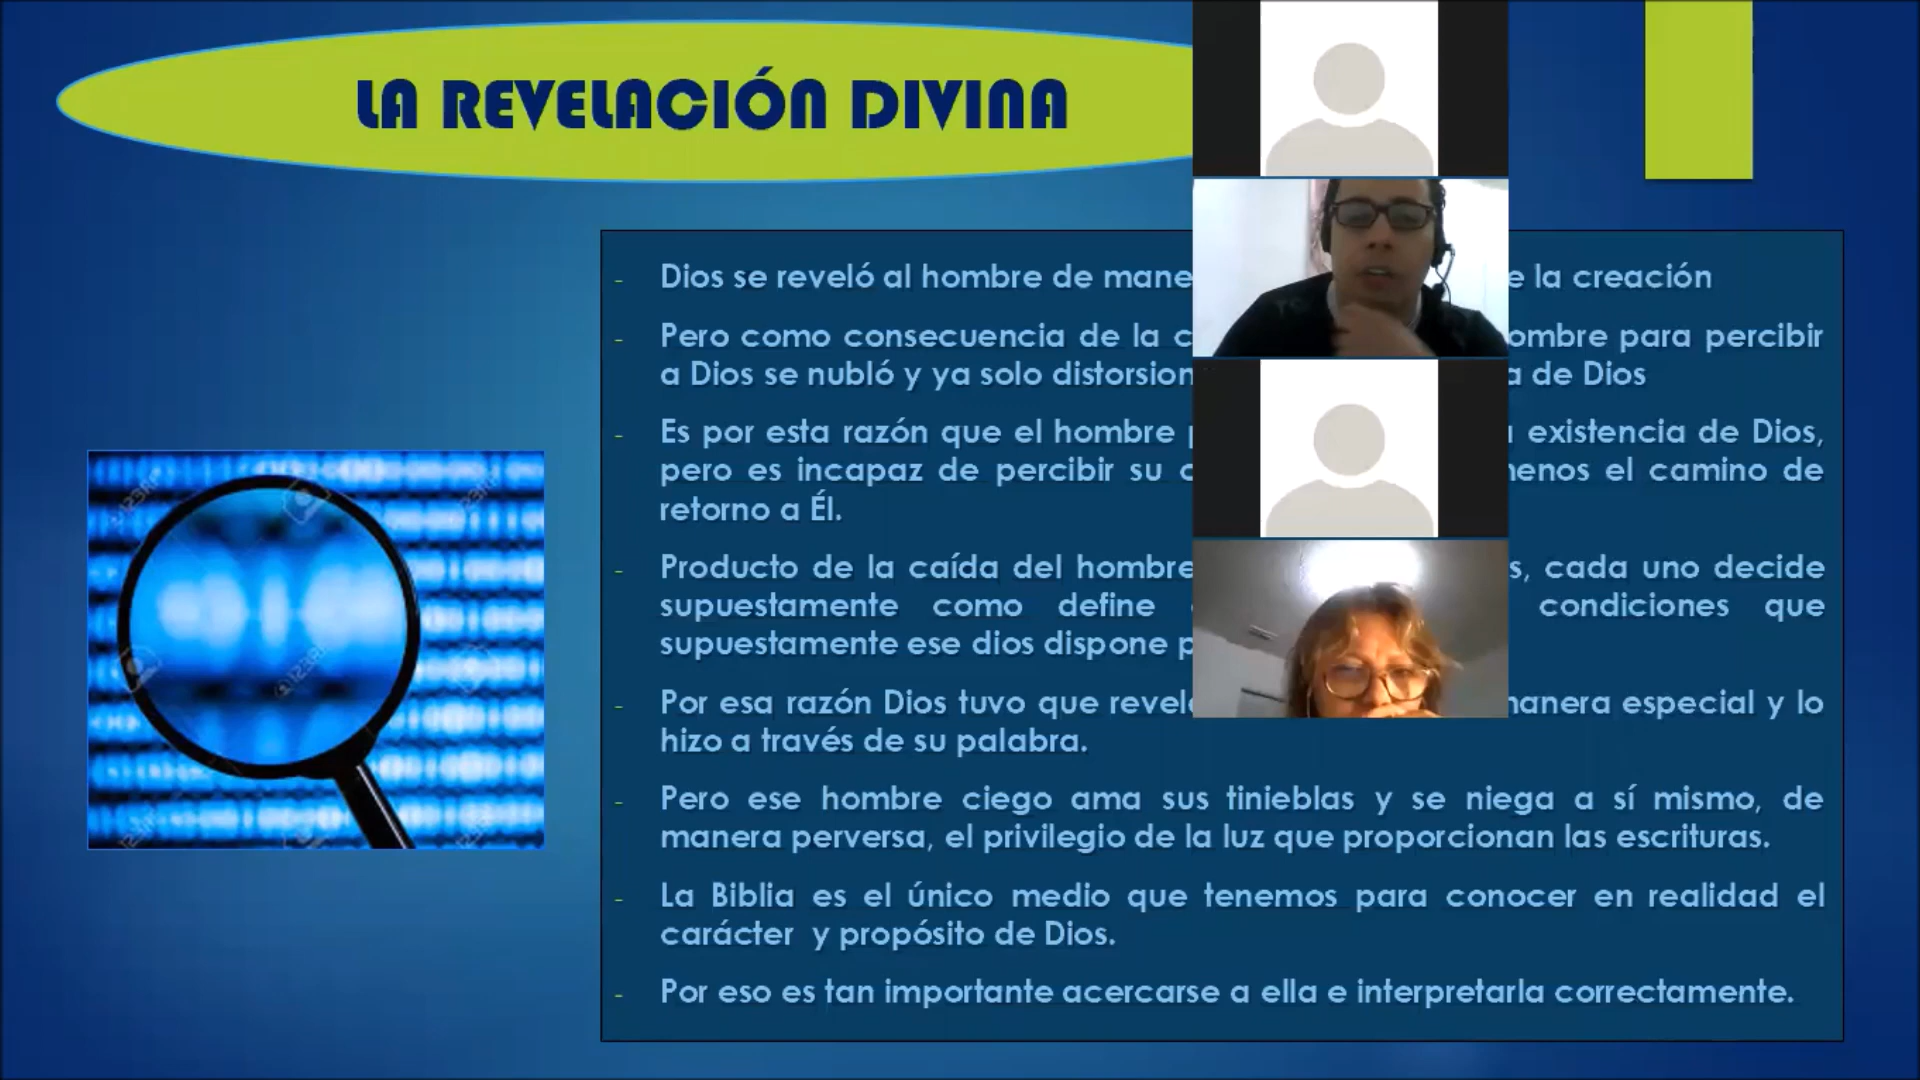 LA REVELACIÓN DIVINA
- Dios se reveló al hombre de la creación
- Pero como consecuencia de la para percibir
a Dios se nubló y ya solo de Dios
- Es por esta razón que el hombre existencia de Dios,
pero es incapaz de percibir su el camino de
retorno a Él.
- Producto de la caída del hombre cada uno decide
supuestamente como define condiciones que
supuestamente ese dios dispone
- Por esa razón Dios tuvo que especial y lo
hizo a través de su palabra.
- Pero ese hombre ciego ama sus tinieblas y se niega a sí mismo, de
manera perversa, el privilegio de la luz que proporcionan las escrituras.
- La Biblia es el único medio que tenemos para conocer en realidad el
carácter y propósito de Dios.
- Por eso es tan importante acercarse a ella e interpretarla correctamente.